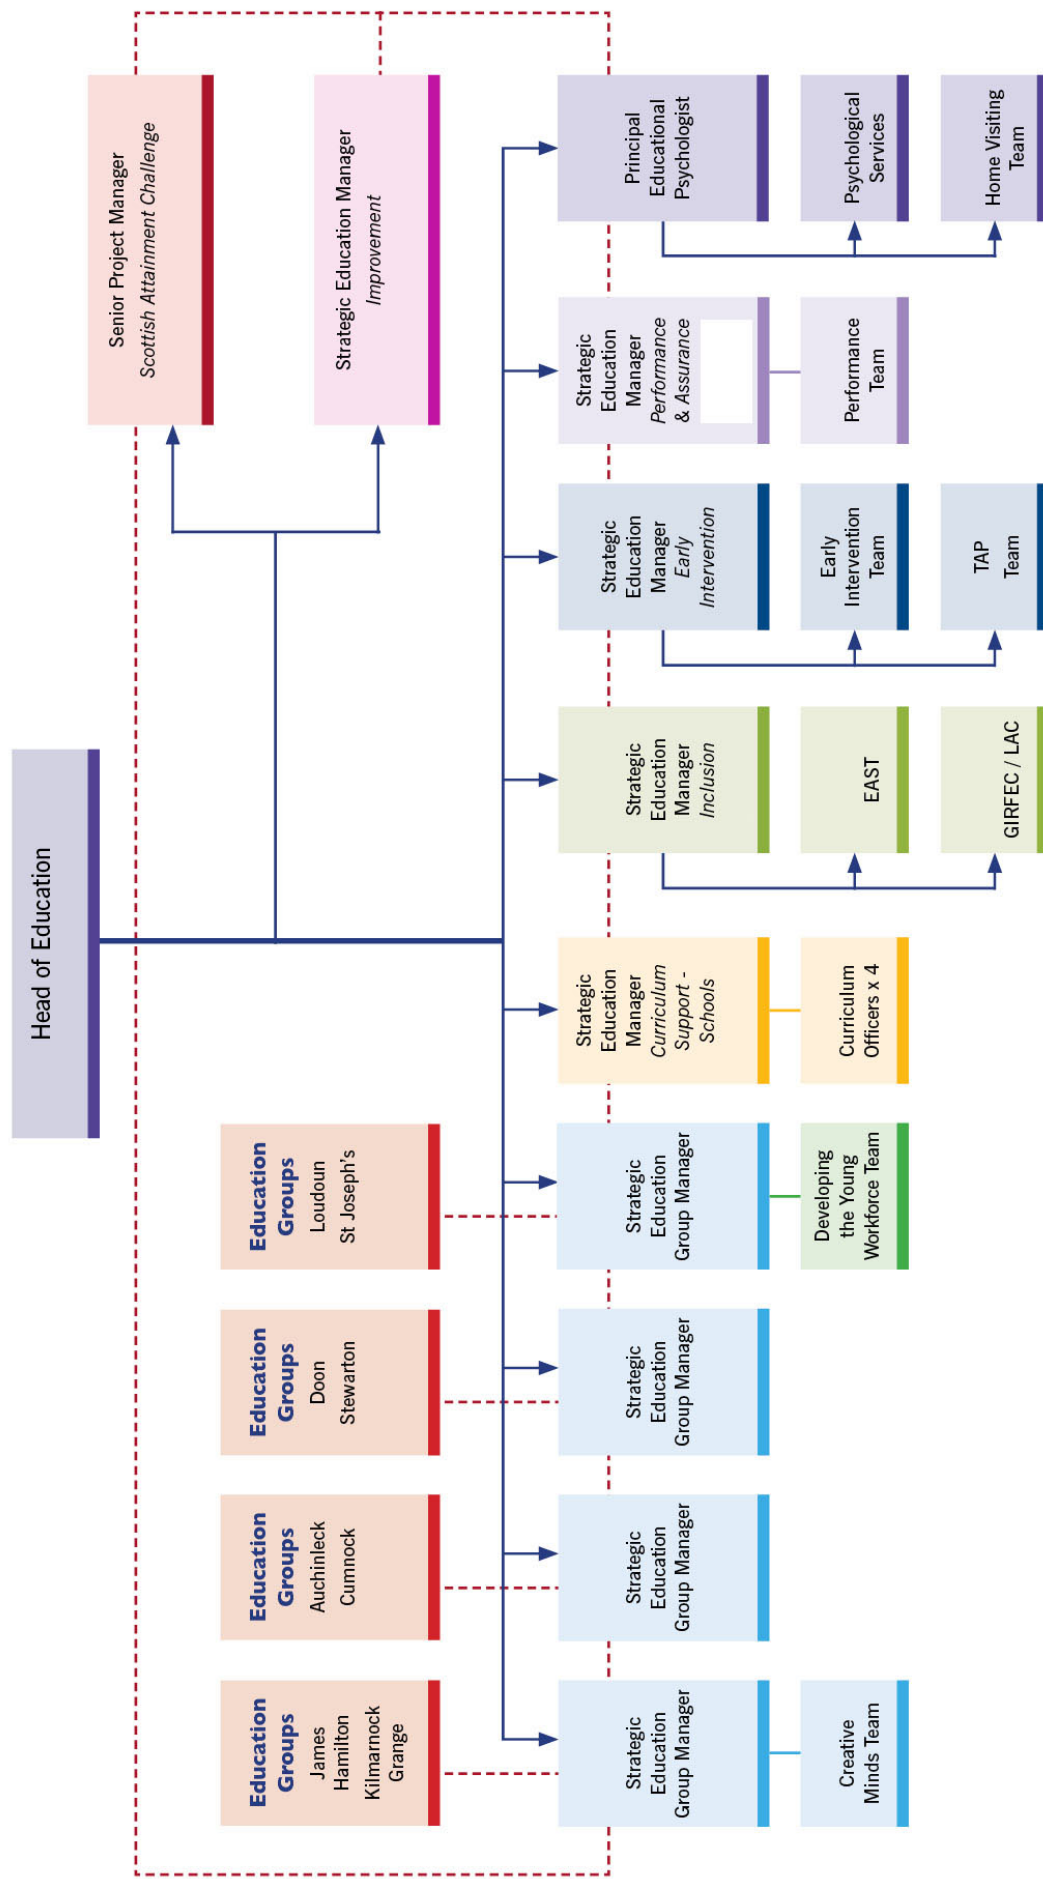 Head of Education
Senior Project Manager
Scottish Attainment Challenge
Strategic Education Manager
Improvement
Education
Groups
James
Hamilton
Kilmarnock
Grange
Education
Groups
Auchinleck
Cumnock
Education
Groups
Doon
Stewarton
Education
Groups
Loudoun
St Joseph's
Strategic
Education
Group Manager
Strategic
Education
Group Manager
Strategic
Education
Group Manager
Strategic
Education
Group Manager
Strategic
Education
Manager
Curriculum
Support -
Schools
Strategic
Education
Manager
Inclusion
Strategic
Education
Manager
Early
Intervention
Strategic
Education
Manager
Performance
& Assurance
Principal
Educational
Psychologist
Creative
Minds Team
Developing
the Young
Workforce Team
Curriculum
Officers x 4
EAST
Early
Intervention
Team
Performance
Team
Psychological
Services
GIRFEC / LAC
TAP
Team
Home Visiting
Team